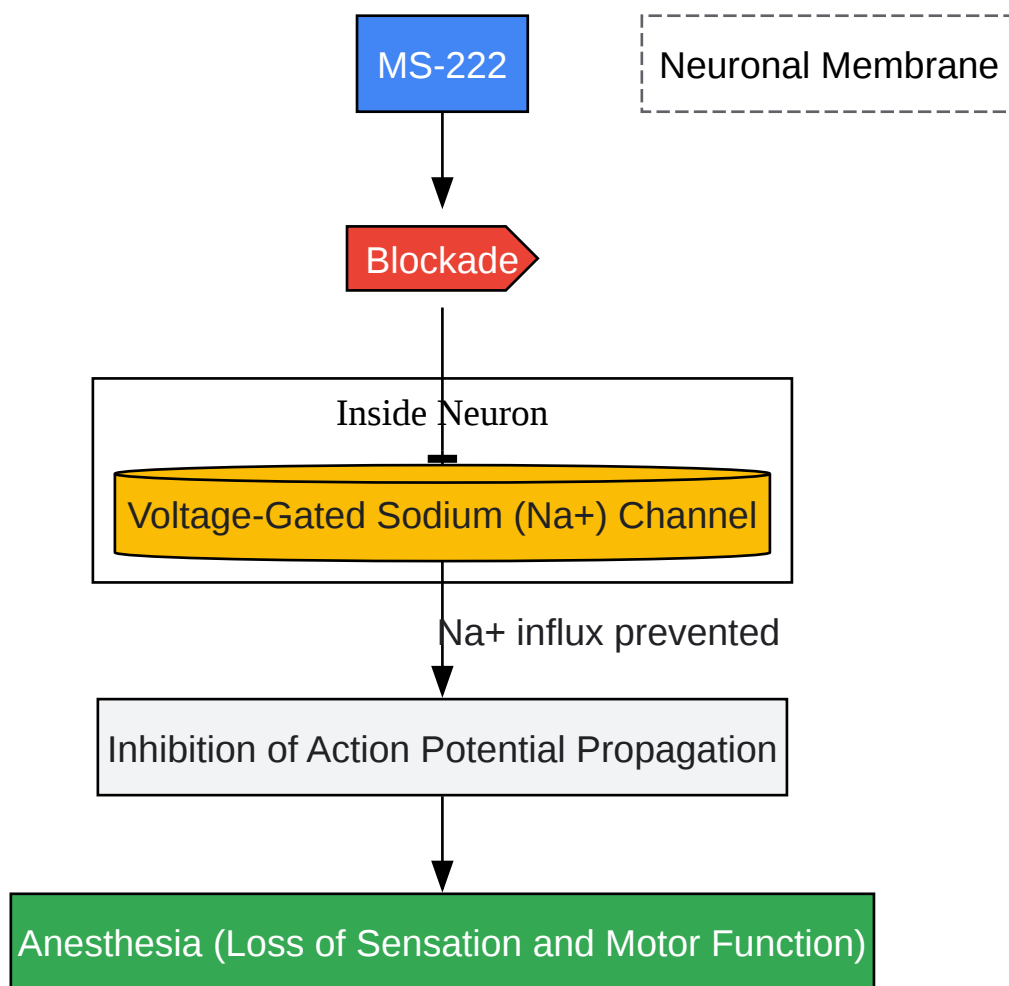 MS-222
Neuronal Membrane
Blockade
Inside Neuron
Voltage-Gated Sodium (Na+) Channel
Na+ influx prevented
Inhibition of Action Potential Propagation
Anesthesia (Loss of Sensation and Motor Function)